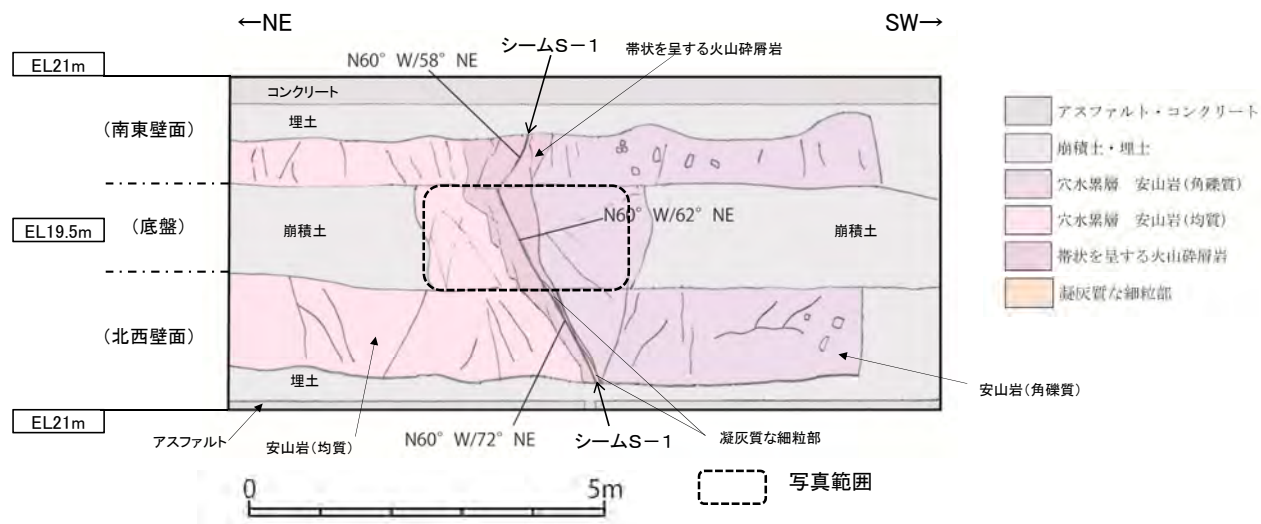 ←NE
SW→
シームS-1
帯状を呈する火山砕屑岩
N60° W/58° NE
EL21m
コンクリート
(南東壁面)
埋土
アスファルト・コンクリート
崩積土・埋土
穴水累層 安山岩(角礫質)
穴水累層 安山岩(均質)
帯状を呈する火山砕屑岩
凝灰質な細粒部
EL19.5m
(底盤)
崩積土
N60° W/62° NE
崩積土
(北西壁面)
埋土
安山岩(角礫質)
EL21m
アスファルト
安山岩(均質)
N60° W/72° NE
シームS-1
凝灰質な細粒部
写真範囲
0
5m